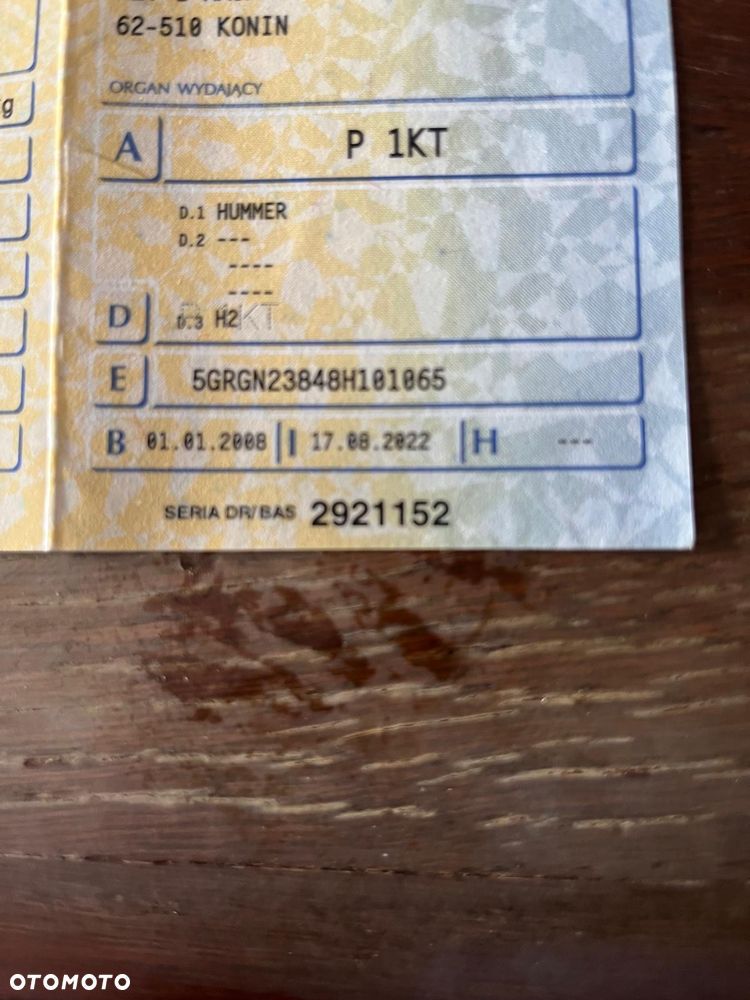 62-510 KONIN
ORGAN WYDAJĄCY
g
A P 1KT
D.1 HUMMER
D.2 ---
----
----
D D.3 H2
P 1KT
E 5GRGN23848H101065
B 01.01.2008 I 17.08.2022 H ---
SERIA DR/BAS 2921152
OTOMOTO